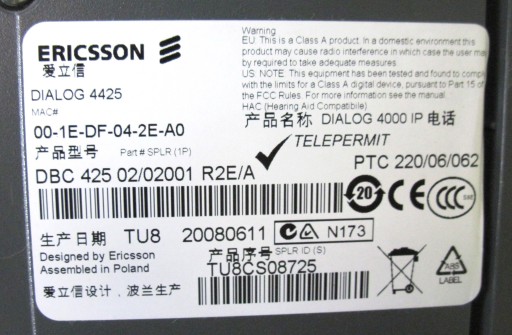 ERICSSON
爱立信
DIALOG 4425
MAC#
00-1E-DF-04-2E-A0
产品型号 Part# SPLR (1P)
DBC 425 02/02001 R2E/A
Warning
EU: This is a Class A product. In a domestic environment this
product may cause radio interference in which case the user may
by required to take adequate measures.
US: NOTE: This equipment has been tested and found to comply
with the limits for a Class A digital device, pursuant to Part 15 of
the FCC Rules. For more information see the manual.
HAC (Hearing Aid Compatible)
产品名称 DIALOG 4000 IP 电话
TELEPERMIT
PTC 220/06/062
20
CE
CCC
S&E
生产日期 TU8 20080611
N173
Designed by Ericsson
Assembled in Poland
产品序号 SPLR ID (S)
TU8CS08725
爱立信设计，波兰生产
ABS
LABEL